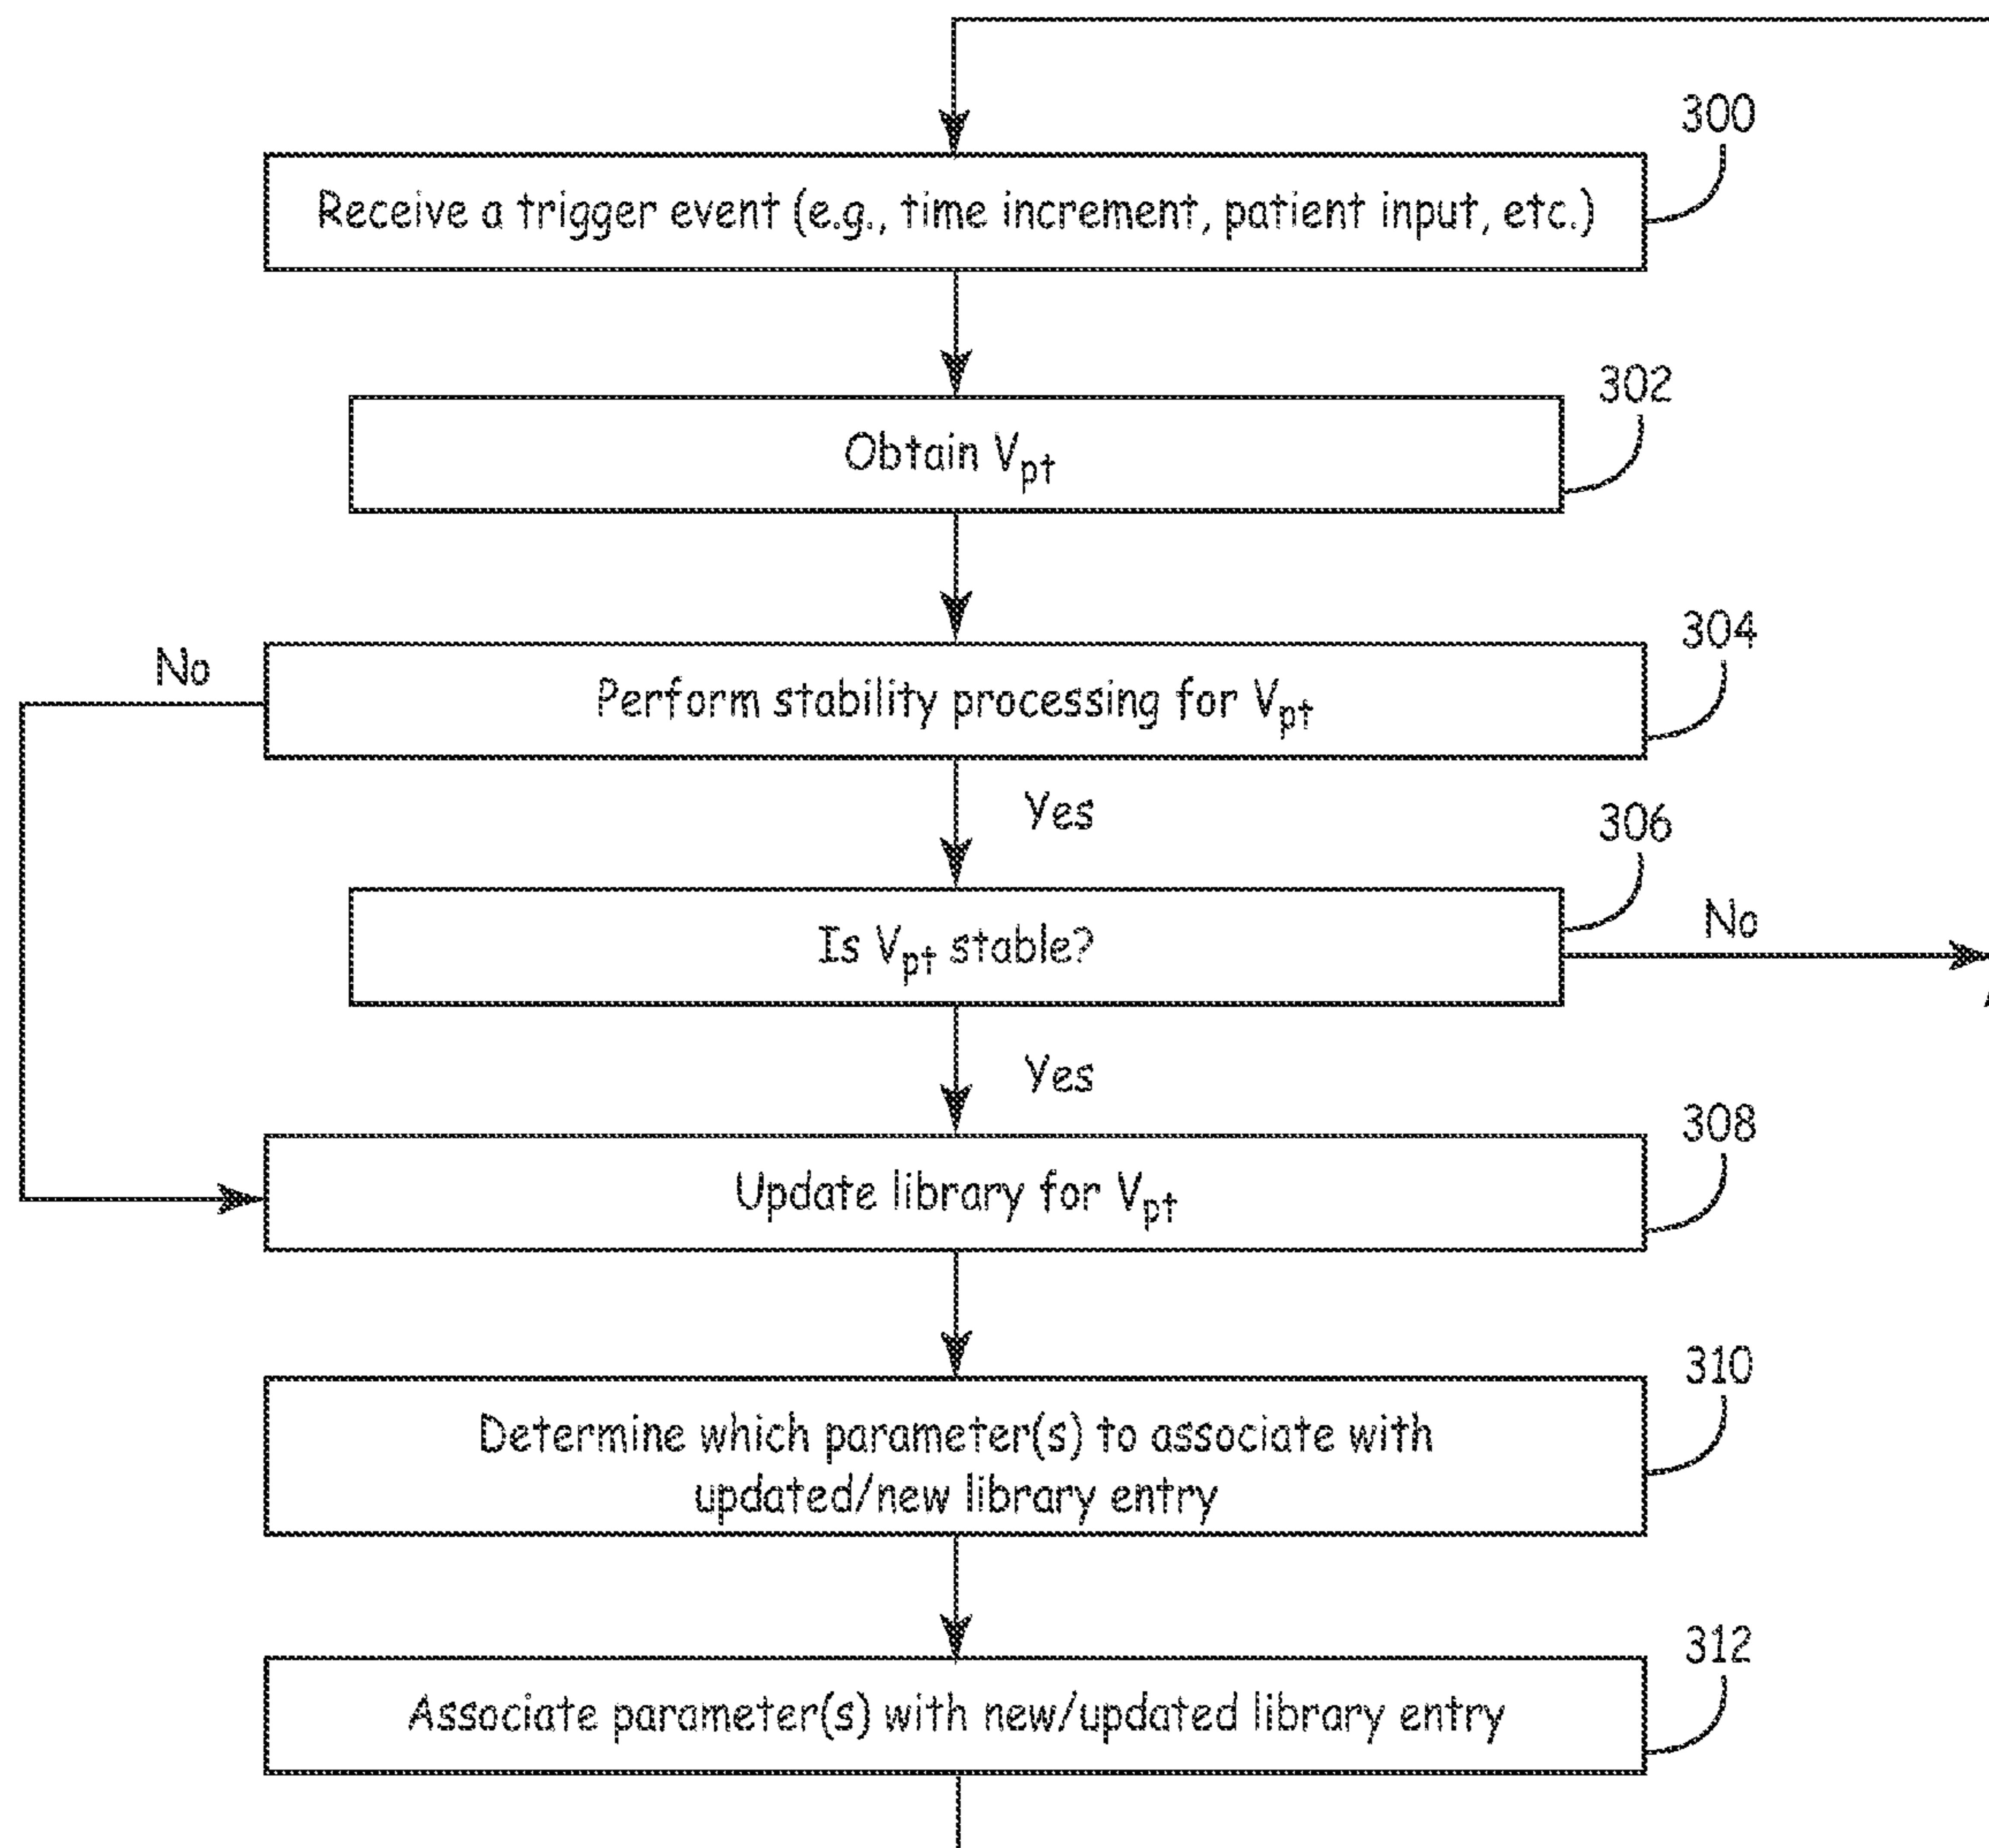 300
Receive a trigger event (e.g., time increment, patient input, etc.)
302
Obtain Vpt
304
No
Perform stability processing for Vpt
Yes
306
No
Is Vpt stable?
Yes
308
Update library for Vpt
310
Determine which parameter(s) to associate with
updated/new library entry
312
Associate parameter(s) with new/updated library entry